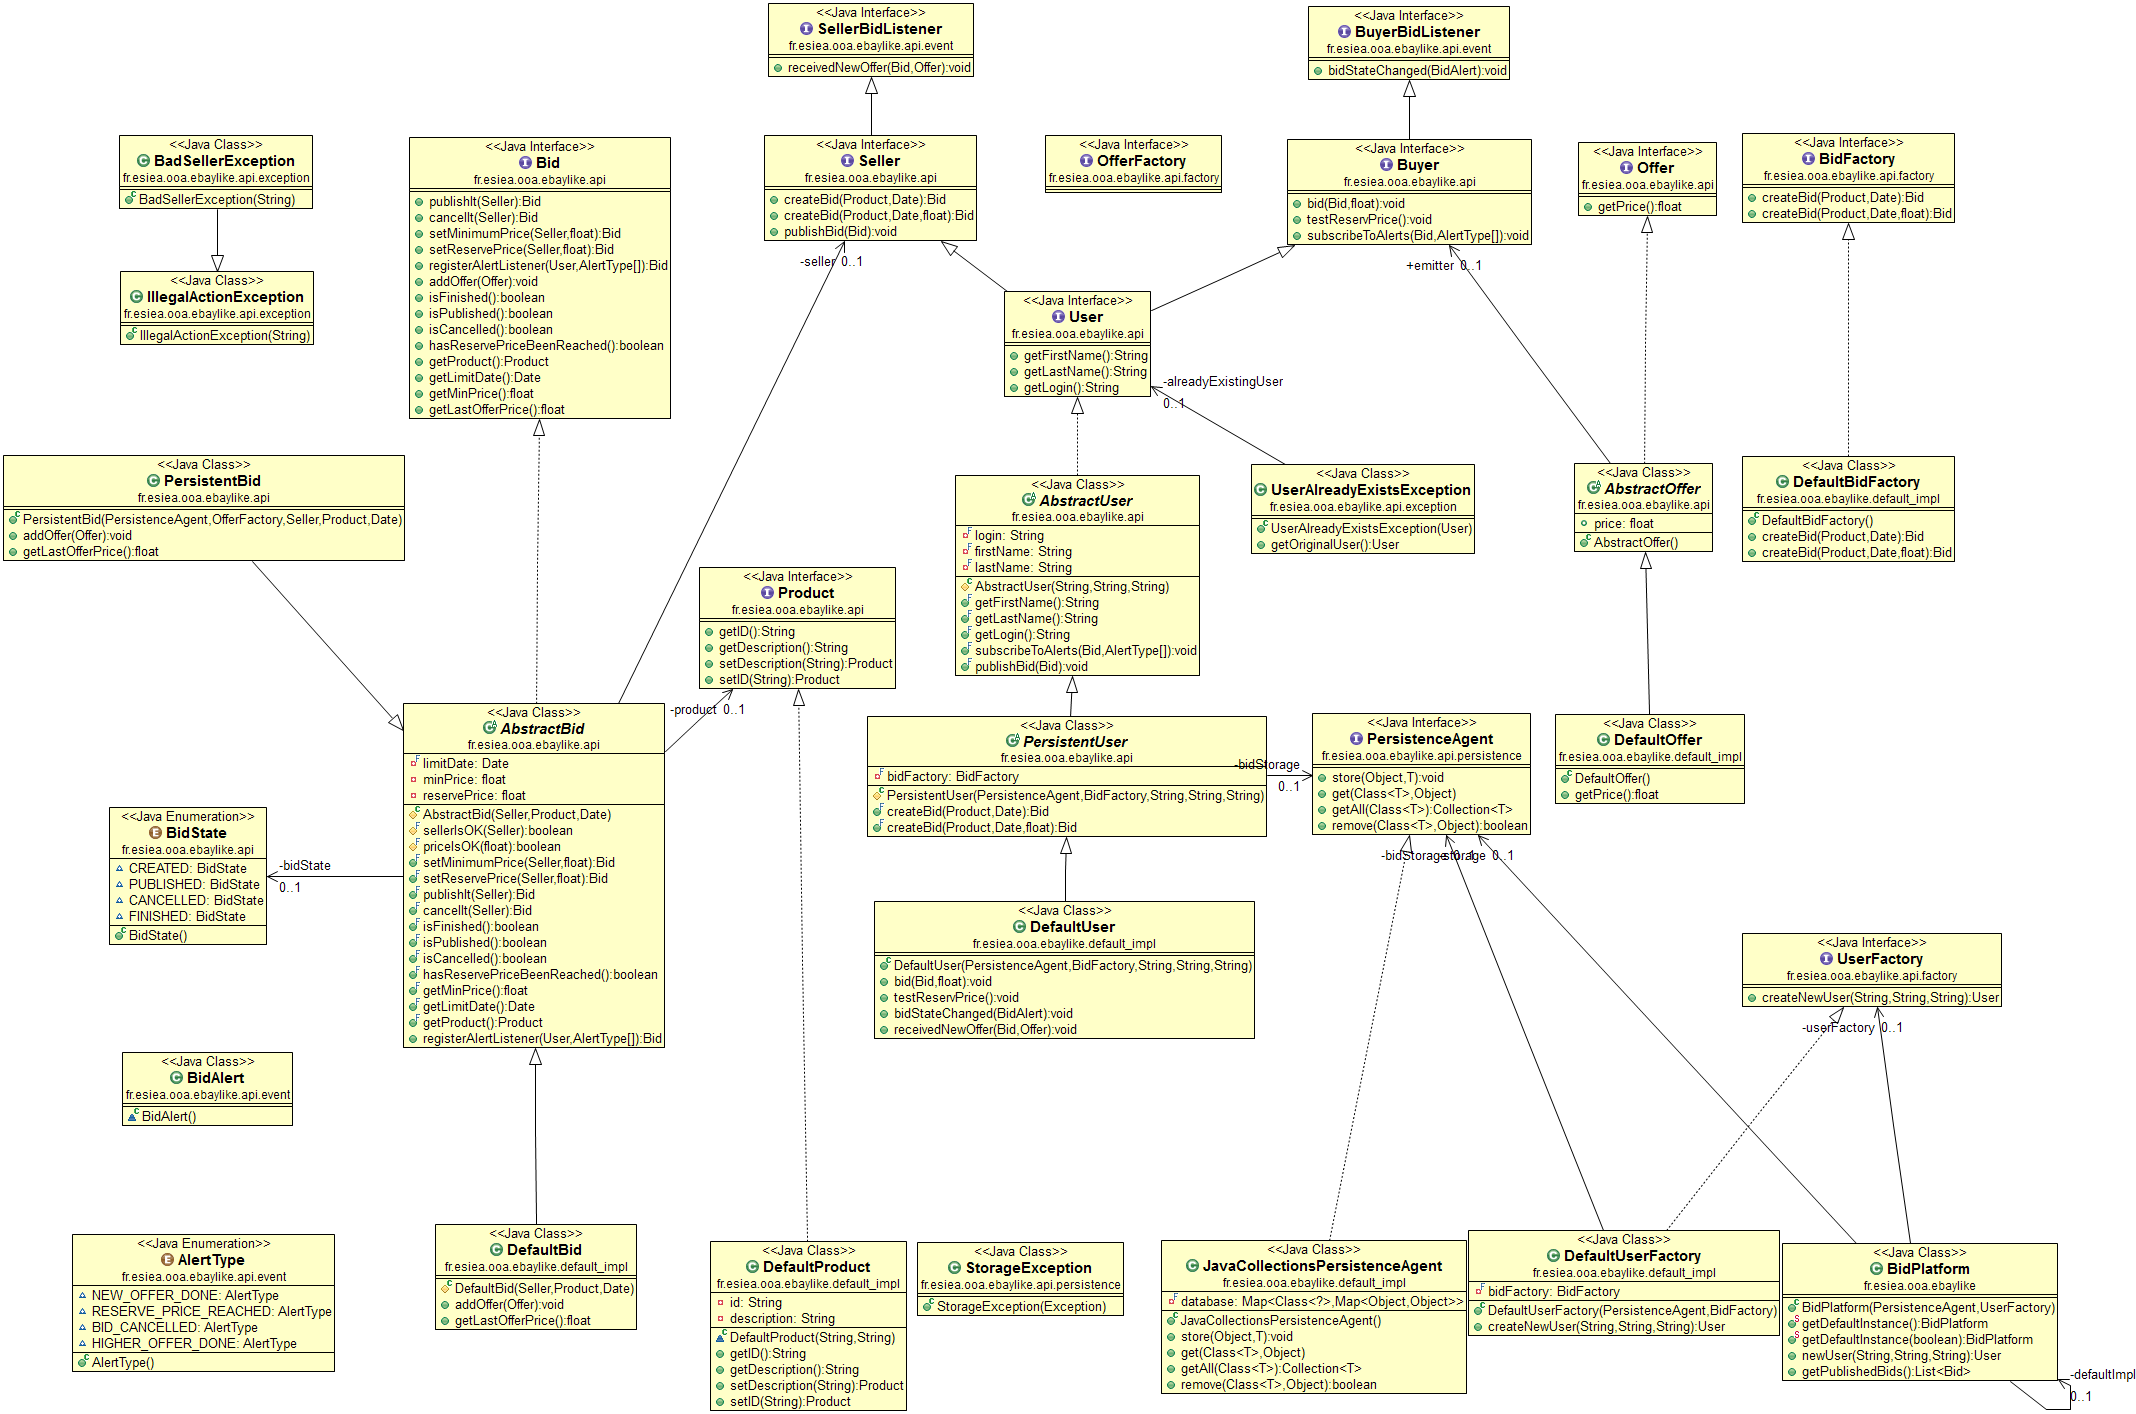 <<Java Interface>>
SellerBidListener
fr.esiea.ooa.ebaylike.api.event
receivedNewOffer(Bid,Offer):void
<<Java Interface>>
BuyerBidListener
fr.esiea.ooa.ebaylike.api.event
bidStateChanged(BidAlert):void
<<Java Class>>
BadSellerException
fr.esiea.ooa.ebaylike.api.exception
BadSellerException(String)
<<Java Interface>>
Bid
fr.esiea.ooa.ebaylike.api
publishIt(Seller):Bid
cancelIt(Seller):Bid
setMinimumPrice(Seller,float):Bid
setReservePrice(Seller,float):Bid
registerAlertListener(User,AlertType[]):Bid
addOffer(Offer):void
isFinished():boolean
isPublished():boolean
isCancelled():boolean
hasReservePriceBeenReached():boolean
getProduct():Product
getLimitDate():Date
getMinPrice():float
getLastOfferPrice():float
<<Java Interface>>
Seller
fr.esiea.ooa.ebaylike.api
createBid(Product,Date):Bid
createBid(Product,Date,float):Bid
publishBid(Bid):void
<<Java Interface>>
OfferFactory
fr.esiea.ooa.ebaylike.api.factory
<<Java Interface>>
Buyer
fr.esiea.ooa.ebaylike.api
bid(Bid,float):void
testReservPrice():void
subscribeToAlerts(Bid,AlertType[]):void
<<Java Interface>>
Offer
fr.esiea.ooa.ebaylike.api
getPrice():float
<<Java Interface>>
BidFactory
fr.esiea.ooa.ebaylike.api.factory
createBid(Product,Date):Bid
createBid(Product,Date,float):Bid
-seller 0..1
+emitter 0..1
<<Java Class>>
IllegalActionException
fr.esiea.ooa.ebaylike.api.exception
IllegalActionException(String)
<<Java Interface>>
User
fr.esiea.ooa.ebaylike.api
getFirstName():String
getLastName():String
getLogin():String
-alreadyExistingUser
0..1
<<Java Class>>
PersistentBid
fr.esiea.ooa.ebaylike.api
PersistentBid(PersistenceAgent,OfferFactory,Seller,Product,Date)
addOffer(Offer):void
getLastOfferPrice():float
<<Java Class>>
AbstractUser
fr.esiea.ooa.ebaylike.api
login: String
firstName: String
lastName: String
AbstractUser(String,String,String)
getFirstName():String
getLastName():String
getLogin():String
subscribeToAlerts(Bid,AlertType[]):void
publishBid(Bid):void
<<Java Class>>
UserAlreadyExistsException
fr.esiea.ooa.ebaylike.api.exception
UserAlreadyExistsException(User)
getOriginalUser():User
<<Java Class>>
AbstractOffer
fr.esiea.ooa.ebaylike.api
price: float
AbstractOffer()
<<Java Class>>
DefaultBidFactory
fr.esiea.ooa.ebaylike.default_impl
DefaultBidFactory()
createBid(Product,Date):Bid
createBid(Product,Date,float):Bid
<<Java Interface>>
Product
fr.esiea.ooa.ebaylike.api
getID():String
getDescription():String
setDescription(String):Product
setID(String):Product
-product 0..1
<<Java Class>>
AbstractBid
fr.esiea.ooa.ebaylike.api
limitDate: Date
minPrice: float
reservePrice: float
AbstractBid(Seller,Product,Date)
sellerIsOK(Seller):boolean
priceIsOK(float):boolean
setMinimumPrice(Seller,float):Bid
setReservePrice(Seller,float):Bid
publishIt(Seller):Bid
cancelIt(Seller):Bid
isFinished():boolean
isPublished():boolean
isCancelled():boolean
hasReservePriceBeenReached():boolean
getMinPrice():float
getLimitDate():Date
getProduct():Product
registerAlertListener(User,AlertType[]):Bid
<<Java Class>>
PersistentUser
fr.esiea.ooa.ebaylike.api
bidFactory: BidFactory
PersistentUser(PersistenceAgent,BidFactory,String,String,String)
createBid(Product,Date):Bid
createBid(Product,Date,float):Bid
-bidStorage
0..1
<<Java Interface>>
PersistenceAgent
fr.esiea.ooa.ebaylike.api.persistence
store(Object,T):void
get(Class<T>,Object)
getAll(Class<T>):Collection<T>
remove(Class<T>,Object):boolean
<<Java Class>>
DefaultOffer
fr.esiea.ooa.ebaylike.default_impl
DefaultOffer()
getPrice():float
<<Java Enumeration>>
BidState
fr.esiea.ooa.ebaylike.api
CREATED: BidState
PUBLISHED: BidState
CANCELLED: BidState
FINISHED: BidState
BidState()
-bidState
0..1
-bidStorage 0..1
-storage 0..1
<<Java Class>>
DefaultUser
fr.esiea.ooa.ebaylike.default_impl
DefaultUser(PersistenceAgent,BidFactory,String,String,String)
bid(Bid,float):void
testReservPrice():void
bidStateChanged(BidAlert):void
receivedNewOffer(Bid,Offer):void
<<Java Interface>>
UserFactory
fr.esiea.ooa.ebaylike.api.factory
createNewUser(String,String,String):User
-userFactory 0..1
<<Java Class>>
BidAlert
fr.esiea.ooa.ebaylike.api.event
BidAlert()
<<Java Enumeration>>
AlertType
fr.esiea.ooa.ebaylike.api.event
NEW_OFFER_DONE: AlertType
RESERVE_PRICE_REACHED: AlertType
BID_CANCELLED: AlertType
HIGHER_OFFER_DONE: AlertType
AlertType()
<<Java Class>>
DefaultBid
fr.esiea.ooa.ebaylike.default_impl
DefaultBid(Seller,Product,Date)
addOffer(Offer):void
getLastOfferPrice():float
<<Java Class>>
DefaultProduct
fr.esiea.ooa.ebaylike.default_impl
id: String
description: String
DefaultProduct(String,String)
getID():String
getDescription():String
setDescription(String):Product
setID(String):Product
<<Java Class>>
StorageException
fr.esiea.ooa.ebaylike.api.persistence
StorageException(Exception)
<<Java Class>>
JavaCollectionsPersistenceAgent
fr.esiea.ooa.ebaylike.default_impl
database: Map<Class<?>,Map<Object,Object>>
JavaCollectionsPersistenceAgent()
store(Object,T):void
get(Class<T>,Object)
getAll(Class<T>):Collection<T>
remove(Class<T>,Object):boolean
<<Java Class>>
DefaultUserFactory
fr.esiea.ooa.ebaylike.default_impl
bidFactory: BidFactory
DefaultUserFactory(PersistenceAgent,BidFactory)
createNewUser(String,String,String):User
<<Java Class>>
BidPlatform
fr.esiea.ooa.ebaylike
BidPlatform(PersistenceAgent,UserFactory)
getDefaultInstance():BidPlatform
getDefaultInstance(boolean):BidPlatform
newUser(String,String,String):User
getPublishedBids():List<Bid>
-defaultImpl
0..1